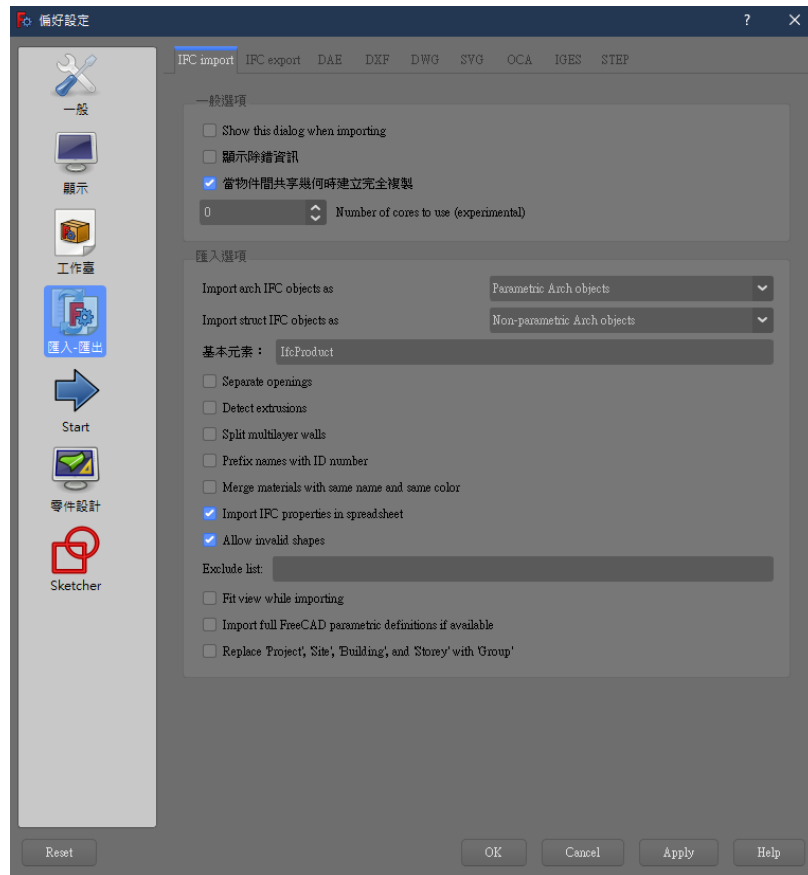 偏好設定
?
一般
顯示
工作臺
匯入-匯出
Start
零件設計
Sketcher
IFC import IFC export DAE DXF DWG SVG OCA IGES STEP
一般選項
Show this dialog when importing
顯示除錯資訊
當物件間共享幾何時建立完全複製
0 Number of cores to use (experimental)
匯入選項
Import arch IFC objects as Parametric Arch objects
Import struct IFC objects as Non-parametric Arch objects
基本元素： IfcProduct
Separate openings
Detect extrusions
Split multilayer walls
Prefix names with ID number
Merge materials with same name and same color
Import IFC properties in spreadsheet
Allow invalid shapes
Exclude list:
Fit view while importing
Import full FreeCAD parametric definitions if available
Replace 'Project', 'Site', 'Building', and 'Storey' with 'Group'
Reset OK Cancel Apply Help